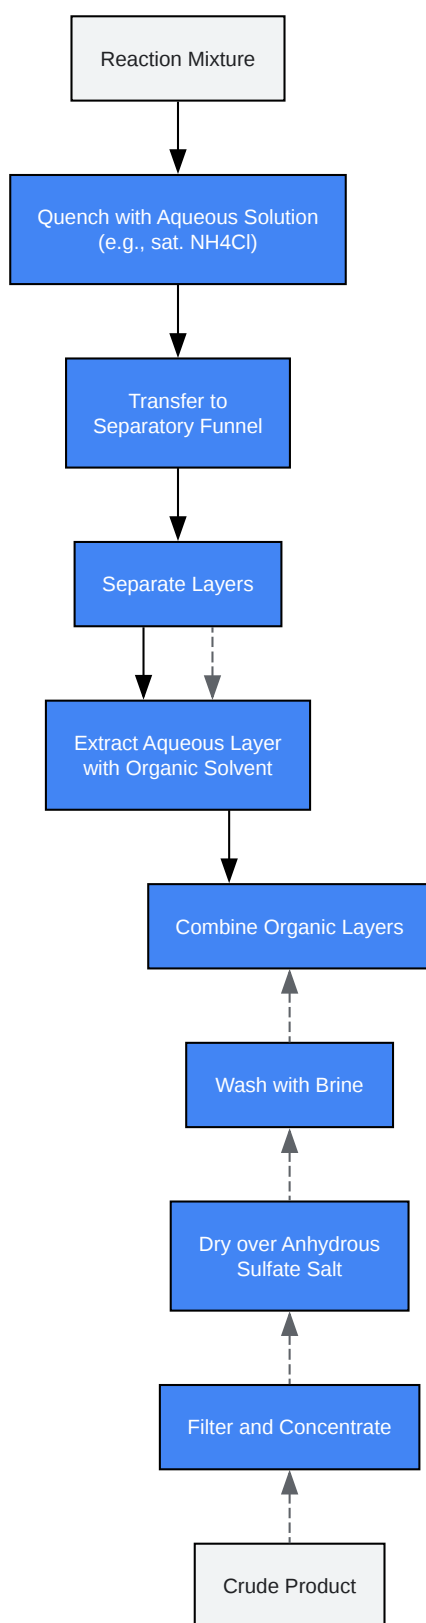 Reaction Mixture
Quench with Aqueous Solution
(e.g., sat. NH4Cl)
Transfer to
Separatory Funnel
Separate Layers
Extract Aqueous Layer
with Organic Solvent
Combine Organic Layers
Wash with Brine
Dry over Anhydrous
Sulfate Salt
Filter and Concentrate
Crude Product